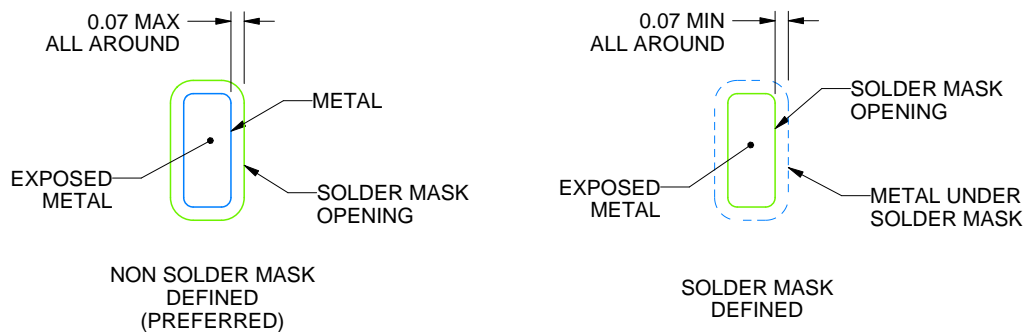 0.07 MAX
ALL AROUND
METAL
EXPOSED
METAL
SOLDER MASK
OPENING
NON SOLDER MASK
DEFINED
(PREFERRED)
0.07 MIN
ALL AROUND
SOLDER MASK
OPENING
EXPOSED
METAL
METAL UNDER
SOLDER MASK
SOLDER MASK
DEFINED